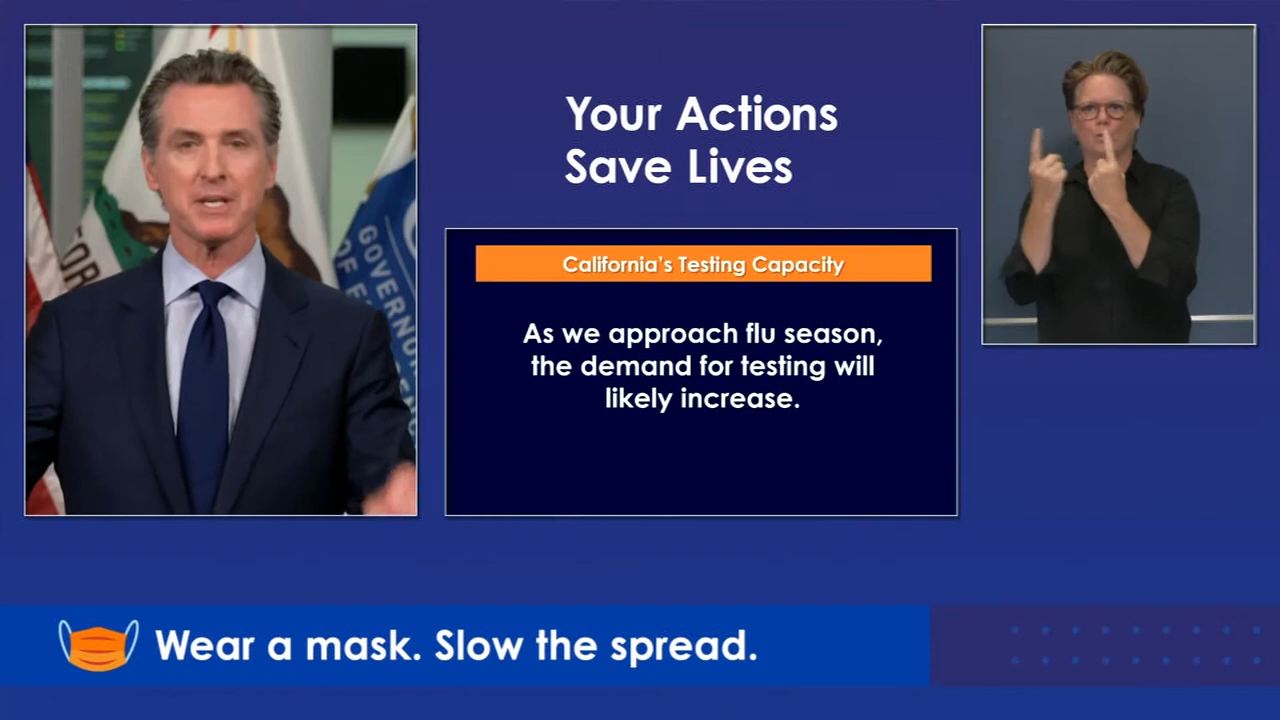 Your Actions
Save Lives
California's Testing Capacity
As we approach flu season,
the demand for testing will
likely increase.
Wear a mask. Slow the spread.
GOVERNOR